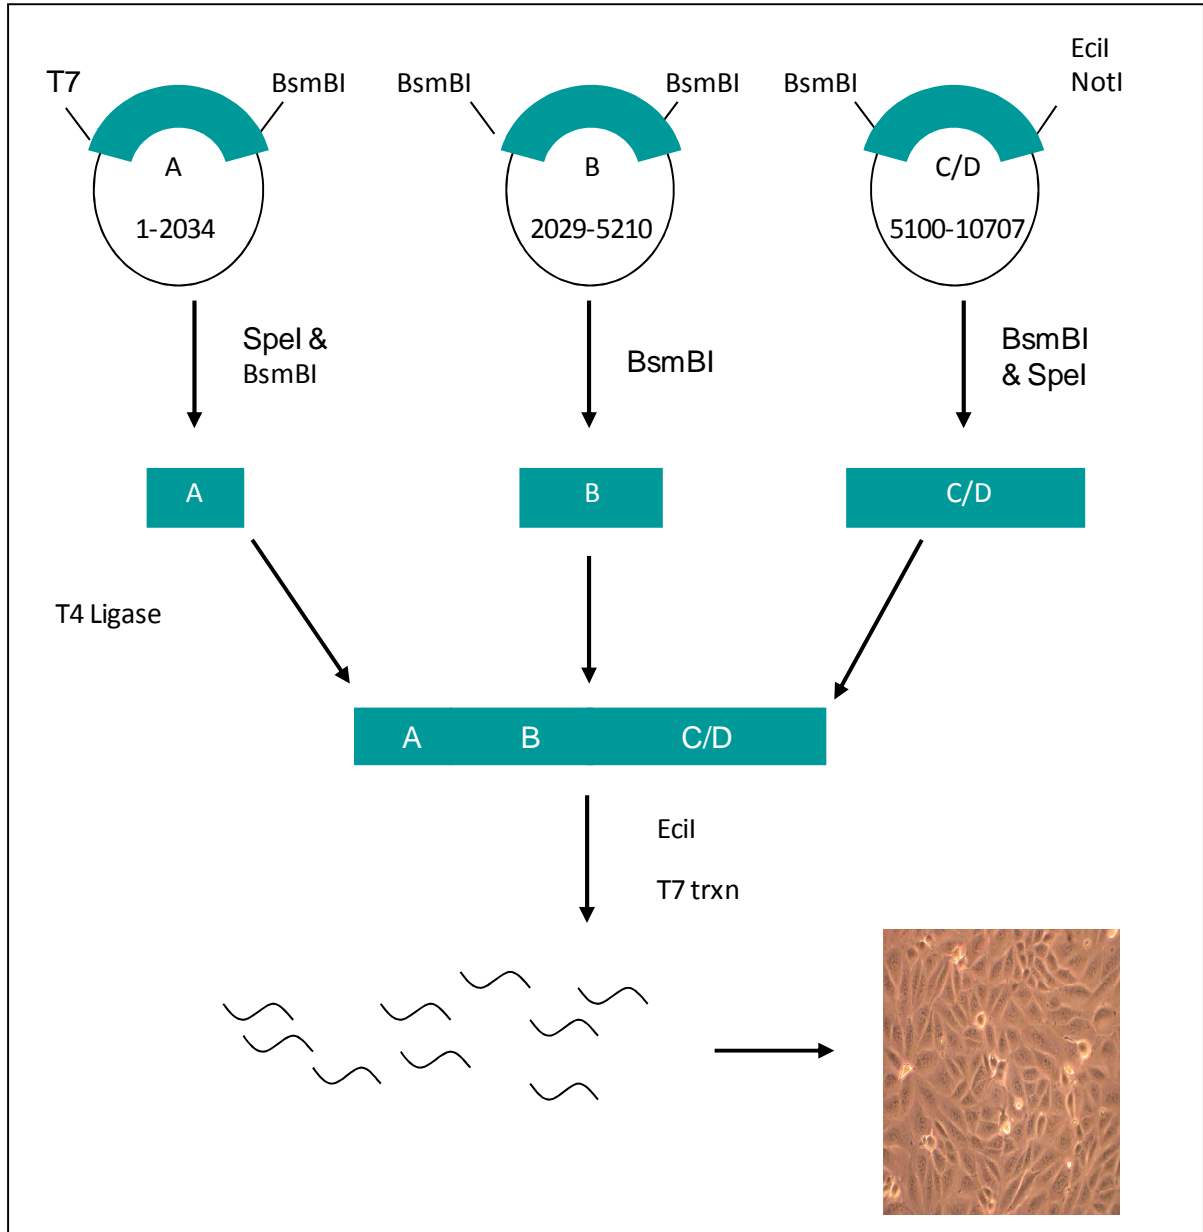 T7
BsmBI
A
1-2034
BsmBI
BsmBI
B
2029-5210
BsmBI
EciI
NotI
C/D
5100-10707
SpeI &
BsmBI
BsmBI
BsmBI
& SpeI
A
B
C/D
T4 Ligase
A
B
C/D
EciI
T7 trxn